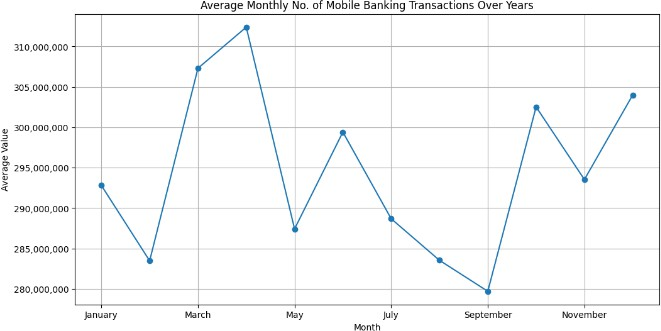 Average Monthly No. of Mobile Banking Transactions Over Years
Average Value
310,000,000
305,000,000
300,000,000
295,000,000
290,000,000
285,000,000
280,000,000
January March May July September November
Month